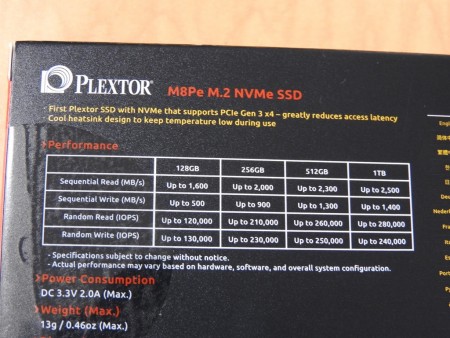 PLEXTOR® M8Pe M.2 NVMe SSD
· First Plextor SSD with NVMe that supports PCIe Gen 3 x4 – greatly reduces access latency
· Cool heatsink design to keep temperature low during use
Performance
128GB 256GB 512GB 1TB
Sequential Read (MB/s) Up to 1,600 Up to 2,000 Up to 2,300 Up to 2,500
Sequential Write (MB/s) Up to 500 Up to 900 Up to 1,300 Up to 1,400
Random Read (IOPS) Up to 120,000 Up to 210,000 Up to 260,000 Up to 280,000
Random Write (IOPS) Up to 130,000 Up to 230,000 Up to 250,000 Up to 240,000
- Specifications subject to change without notice.
- Actual performance may vary based on hardware, software, and overall system configuration.
Power Consumption
DC 3.3V 2.0A (Max.)
Weight (Max.)
13g / 0.46oz (Max.)